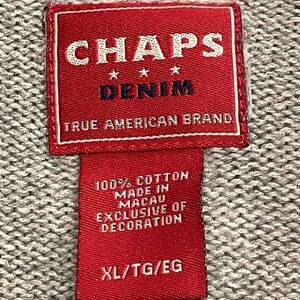 CHAPS
DENIM
TRUE AMERICAN BRAND
100% COTTON
MADE IN
MACAU
EXCLUSIVE OF
DECORATION
XL/TG/EG